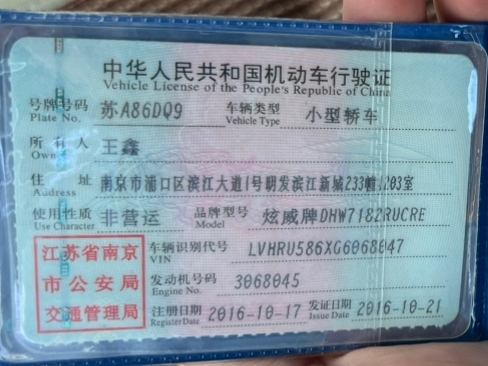 中华人民共和国机动车行驶证
Vehicle License of the People's Republic of China
号牌号码 苏A86DQ9 车辆类型 小型轿车
Plate No. Vehicle Type
所有人 王鑫
Owner
住址 南京市浦口区滨江大道1号明发滨江新城233幢1203室
Address
使用性质 非营运 品牌型号 炫威牌DHW7182RUCRE
Use Character Model
江苏省南京 车辆识别代号 LVHRU586XG6068047
VIN
市公安局 发动机号码 3068045
Engine No.
交通管理局 注册日期 2016-10-17 发证日期 2016-10-21
Register Date Issue Date